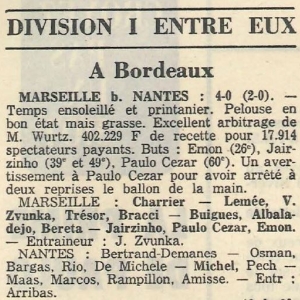 DIVISION I ENTRE EUX
A Bordeaux
MARSEILLE b. NANTES : 4-0 (2-0). —
Temps ensoleillé et printanier. Pelouse en
bon état mais grasse. Excellent arbitrage de
M. Wurtz. 402.229 F de recette pour 17.914
spectateurs payants. Buts : Emon (26e), Jair-
zinho (39e et 49e), Paulo Cezar (60e). Un aver-
tissement à Paulo Cezar pour avoir arrêté à
deux reprises le ballon de la main.
MARSEILLE : Charrier — Lemée, V.
Zvunka, Trésor, Bracci — Buigues, Albala-
dejo, Bereta — Jairzinho, Paulo Cezar, Emon.
— Entraineur : J. Zvunka.
NANTES : Bertrand-Demanes — Osman,
Bargas, Rio, De Michele — Michel, Pech —
Maas, Marcos, Rampillon, Amisse. — Entr :
Arribas.